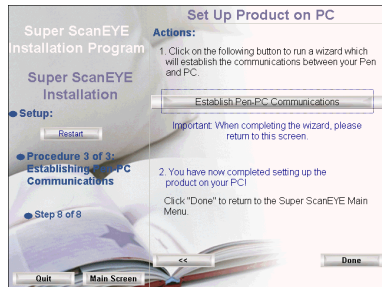 Super ScanEYE
Installation Program
Super ScanEYE
Installation
Setup:
Restart
Procedure 3 of 3:
Establishing Pen-PC
Communications
Step 8 of 8
Quit
Main Screen
Set Up Product on PC
Actions:
1. Click on the following button to run a wizard which
will establish the communications between your Pen
and PC.
Establish Pen-PC Communications
Important: When completing the wizard, please
return to this screen.
2. You have now completed setting up the
product on your PC!
Click "Done" to return to the Super ScanEYE Main
Menu.
<<
Done